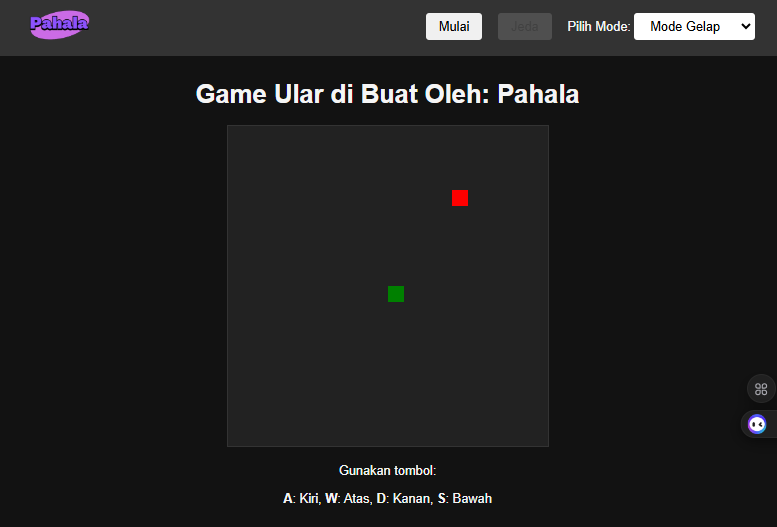 Pahala
Mulai
Jeda
Pilih Mode:
Mode Gelap
Game Ular di Buat Oleh: Pahala
Gunakan tombol:
A: Kiri, W: Atas, D: Kanan, S: Bawah